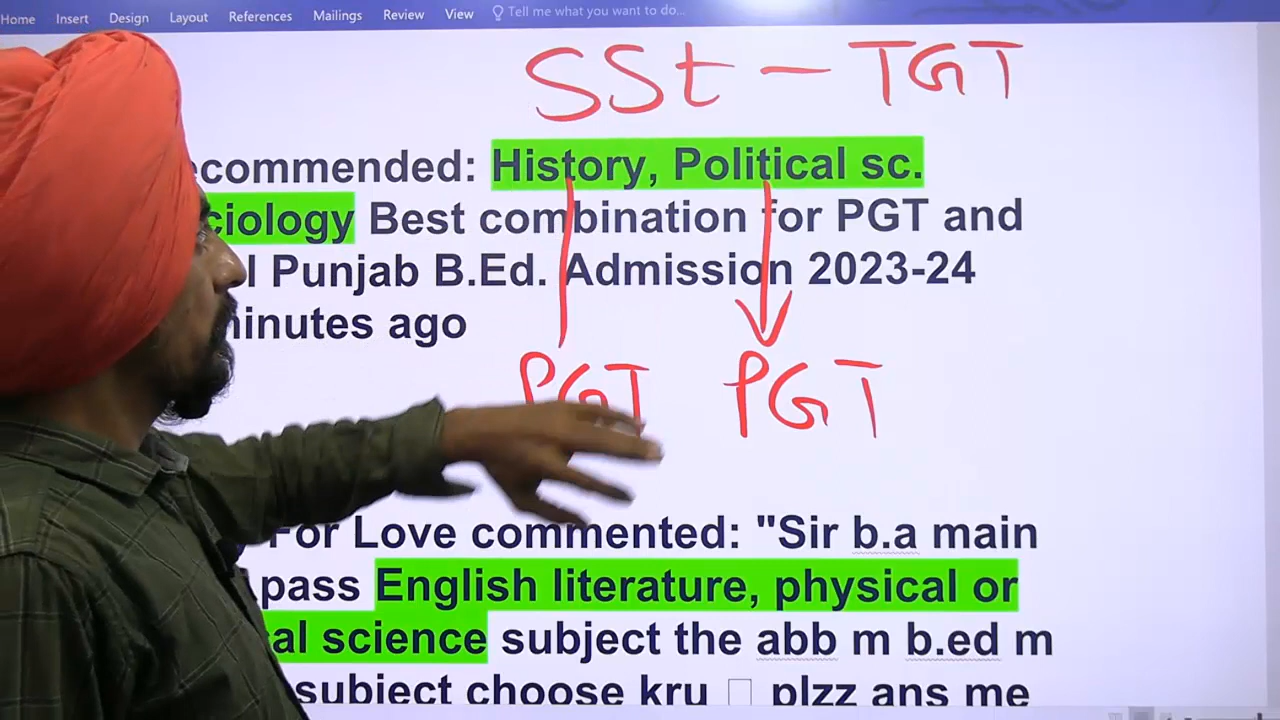 Home Insert Design Layout References Mailings Review View Tell me what you want to do...
SSt - TGT
ecommended: History, Political sc.
ciology Best combination for PGT and
l Punjab B.Ed. Admission 2023-24
minutes ago
PGT PGT
For Love commented: "Sir b.a main
pass English literature, physical or
al science subject the abb m b.ed m
subject choose kru plzz ans me